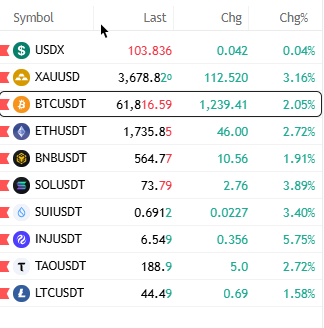 Symbol Last Chg Chg%
USDX 103.836 0.042 0.04%
XAUUSD 3,678.820 112.520 3.16%
BTCUSDT 61,816.59 1,239.41 2.05%
ETHUSDT 1,735.85 46.00 2.72%
BNBUSDT 564.77 10.56 1.91%
SOLUSDT 73.79 2.76 3.89%
SUIUSDT 0.6912 0.0227 3.40%
INJUSDT 6.549 0.356 5.75%
TAOUSDT 188.9 5.0 2.72%
LTCUSDT 44.49 0.69 1.58%